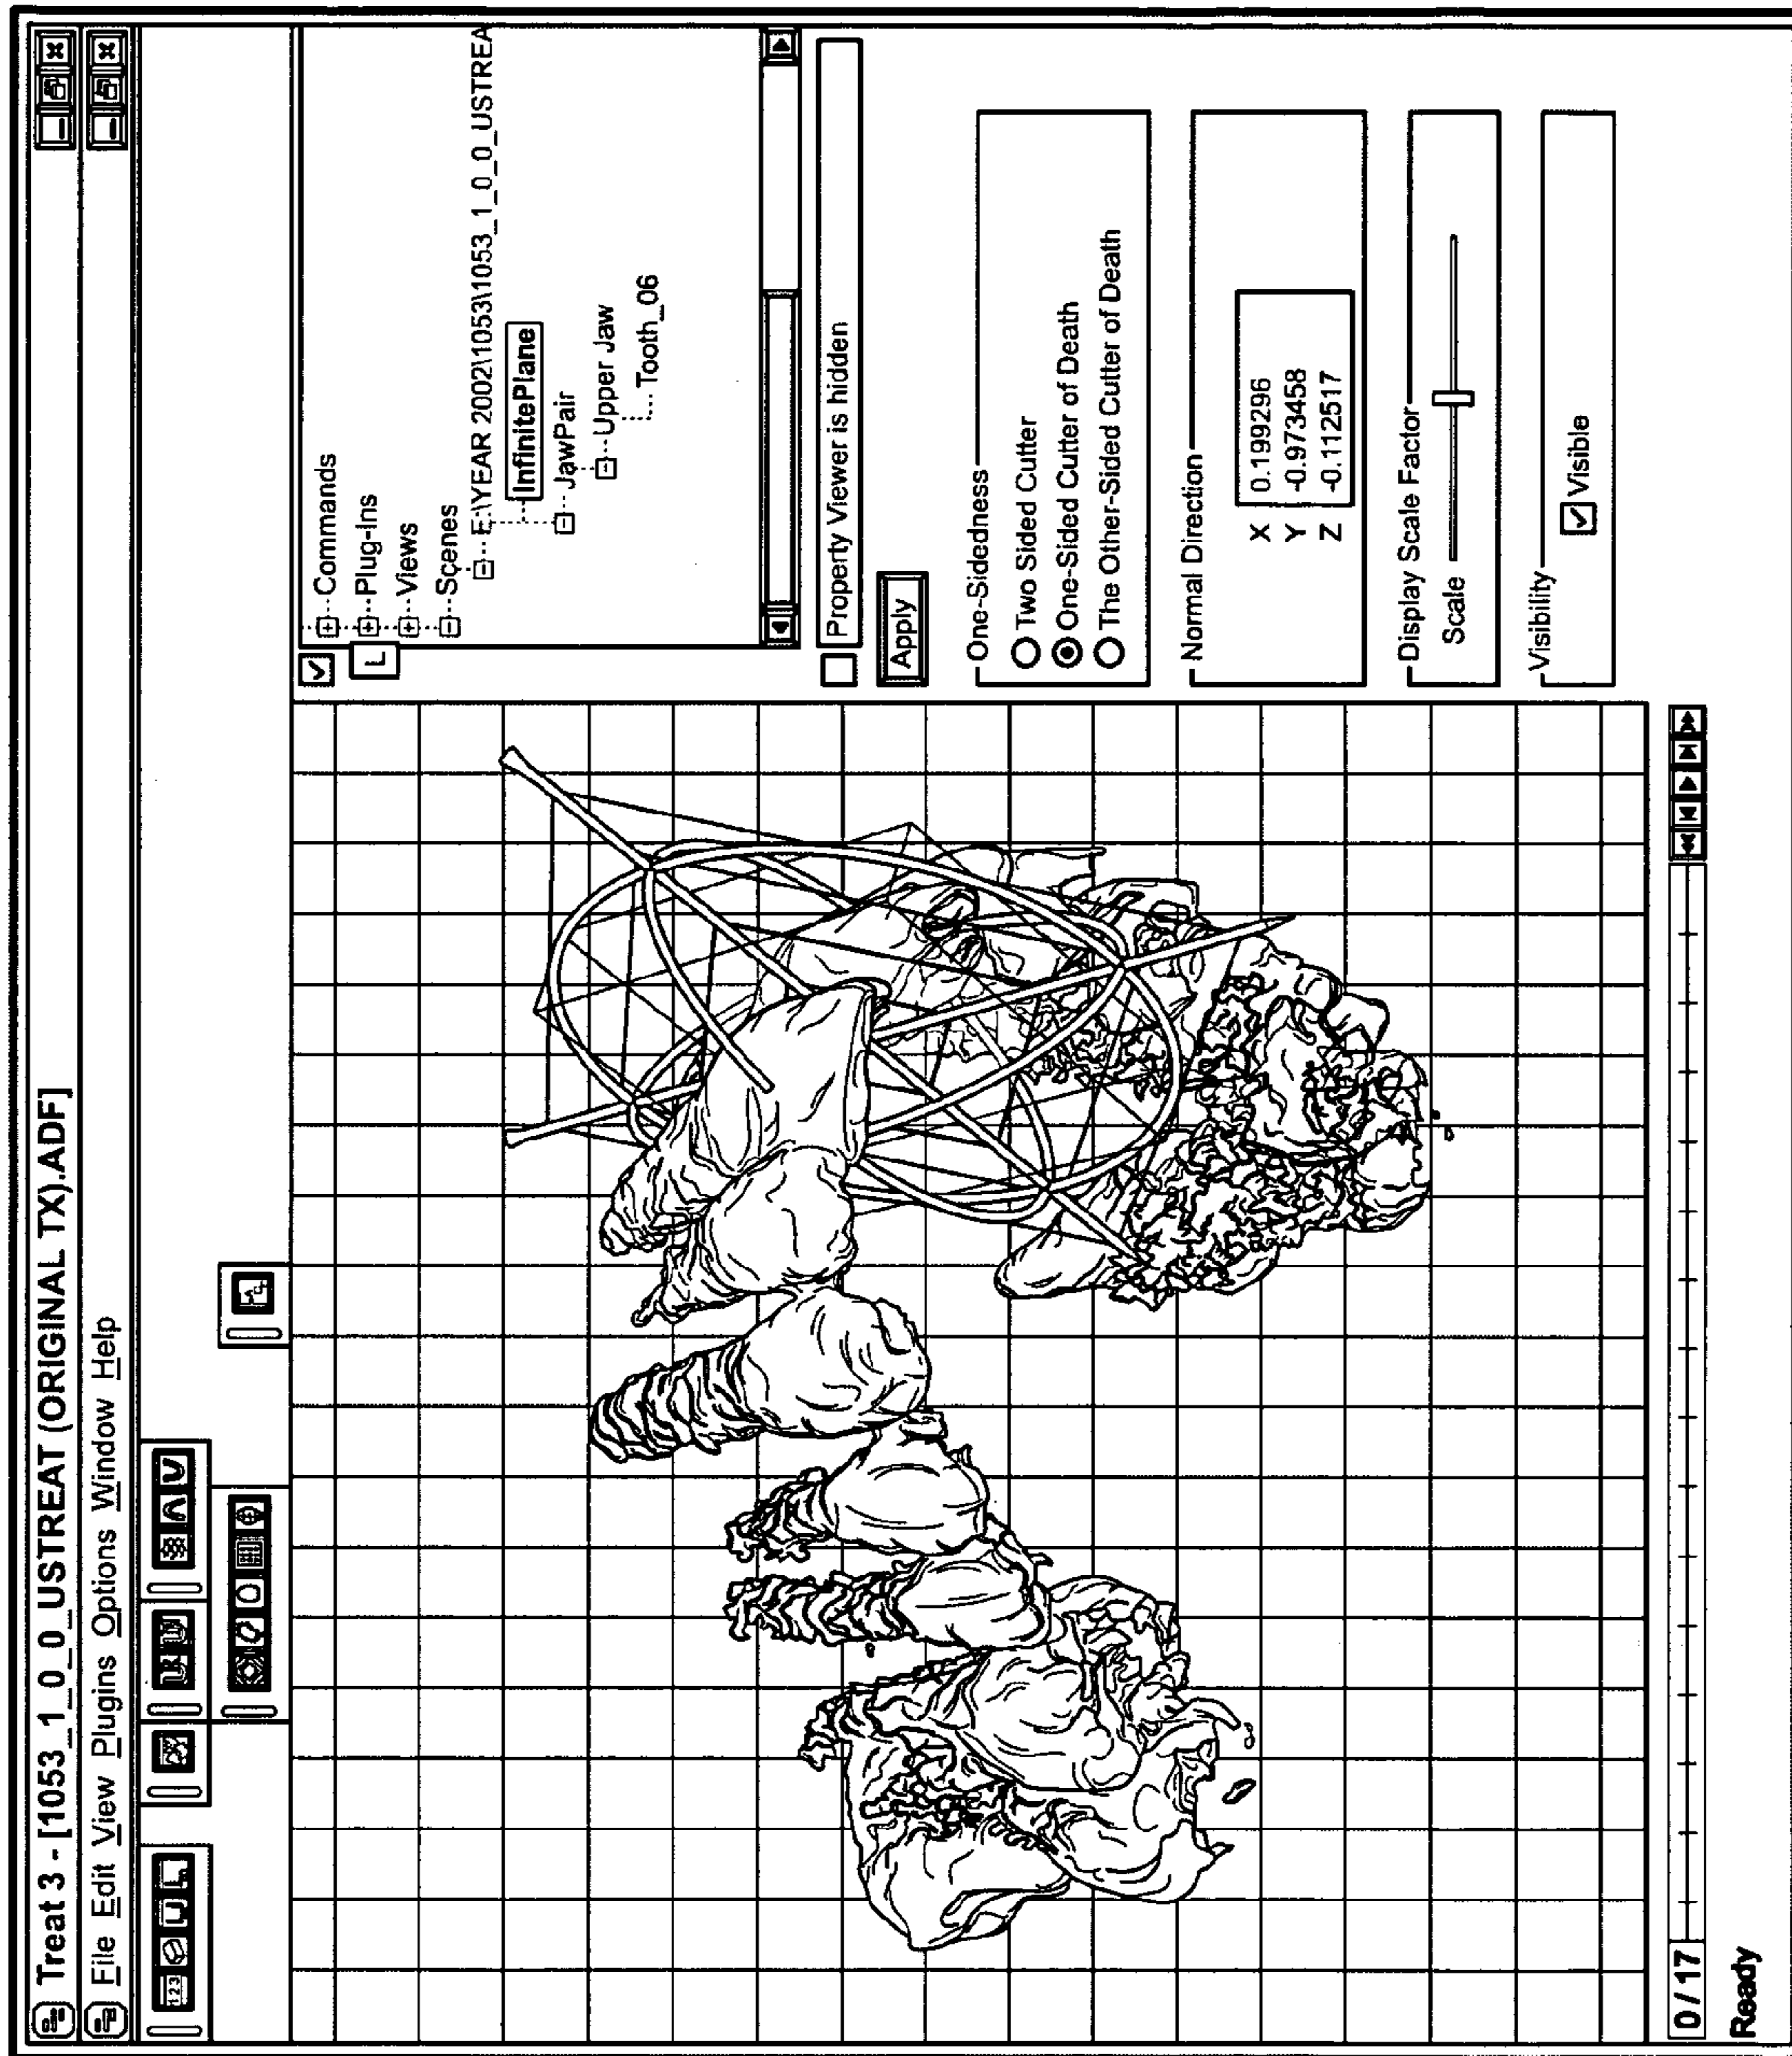 Treat 3 - [1053_1_0_0_USTREAT (ORIGINAL TX).ADF]
File Edit View Plugins Options Window Help
123
Commands
Plug-Ins
Views
Scenes
E:\YEAR 2002\1053\1053_1_0_0_USTREA
InfinitePlane
JawPair
Upper Jaw
Tooth_06
L
Property Viewer is hidden
Apply
One-Sidedness
Two Sided Cutter
One-Sided Cutter of Death
The Other-Sided Cutter of Death
Normal Direction
X 0.199296
Y -0.973458
Z -0.112517
Display Scale Factor
Scale
Visibility
Visible
0 / 17
Ready